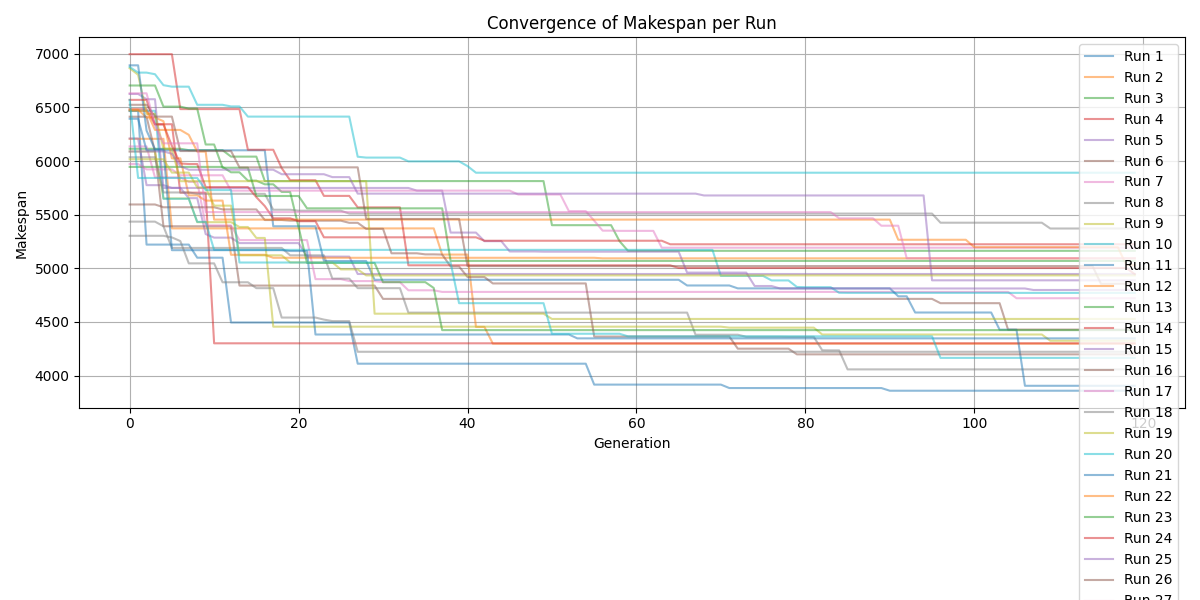 Convergence of Makespan per Run
7000
6500
6000
5500
5000
4500
4000
Makespan
0
20
40
60
80
100
120
Generation
Run 1
Run 2
Run 3
Run 4
Run 5
Run 6
Run 7
Run 8
Run 9
Run 10
Run 11
Run 12
Run 13
Run 14
Run 15
Run 16
Run 17
Run 18
Run 19
Run 20
Run 21
Run 22
Run 23
Run 24
Run 25
Run 26
Run 27